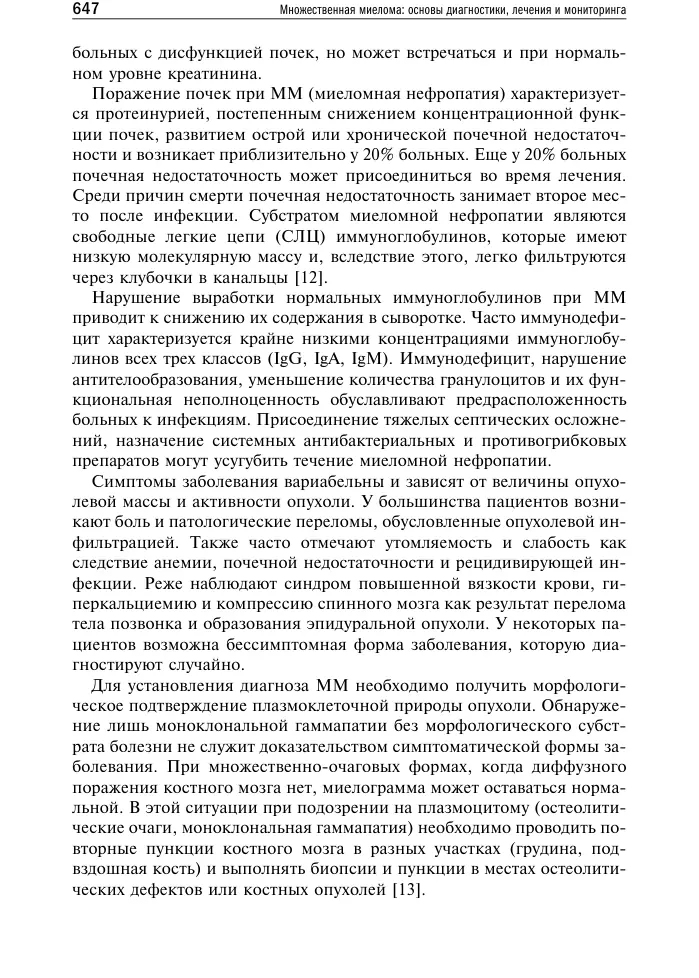 647
Множественная миелома: основы диагностики, лечения и мониторинга
больных с дисфункцией почек, но может встречаться и при нормаль-
ном уровне креатинина.
Поражение почек при ММ (миеломная нефропатия) характеризует-
ся протеинурией, постепенным снижением концентрационной функ-
ции почек, развитием острой или хронической почечной недостаточ-
ности и возникает приблизительно у 20% больных. Еще у 20% больных
почечная недостаточность может присоединиться во время лечения.
Среди причин смерти почечная недостаточность занимает второе мес-
то после инфекции. Субстратом миеломной нефропатии являются
свободные легкие цепи (СЛЦ) иммуноглобулинов, которые имеют
низкую молекулярную массу и, вследствие этого, легко фильтруются
через клубочки в канальцы [12].
Нарушение выработки нормальных иммуноглобулинов при ММ
приводит к снижению их содержания в сыворотке. Часто иммунодефи-
цит характеризуется крайне низкими концентрациями иммуноглобу-
линов всех трех классов (IgG, IgA, IgM). Иммунодефицит, нарушение
антителообразования, уменьшение количества гранулоцитов и их фун-
кциональная неполноценность обуславливают предрасположенность
больных к инфекциям. Присоединение тяжелых септических осложне-
ний, назначение системных антибактериальных и противогрибковых
препаратов могут усугубить течение миеломной нефропатии.
Симптомы заболевания вариабельны и зависят от величины опухо-
левой массы и активности опухоли. У большинства пациентов возни-
кают боль и патологические переломы, обусловленные опухолевой ин-
фильтрацией. Также часто отмечают утомляемость и слабость как
следствие анемии, почечной недостаточности и рецидивирующей ин-
фекции. Реже наблюдают синдром повышенной вязкости крови, ги-
перкальциемию и компрессию спинного мозга как результат перелома
тела позвонка и образования эпидуральной опухоли. У некоторых па-
циентов возможна бессимптомная форма заболевания, которую диа-
гностируют случайно.
Для установления диагноза ММ необходимо получить морфологи-
ческое подтверждение плазмоклеточной природы опухоли. Обнаруже-
ние лишь моноклональной гаммапатии без морфологического субст-
рата болезни не служит доказательством симптоматической формы за-
болевания. При множественно-очаговых формах, когда диффузного
поражения костного мозга нет, миелограмма может оставаться норма-
льной. В этой ситуации при подозрении на плазмоцитому (остеолити-
ческие очаги, моноклональная гаммапатия) необходимо проводить по-
вторные пункции костного мозга в разных участках (грудина, под-
вздошная кость) и выполнять биопсии и пункции в местах остеолити-
ческих дефектов или костных опухолей [13].